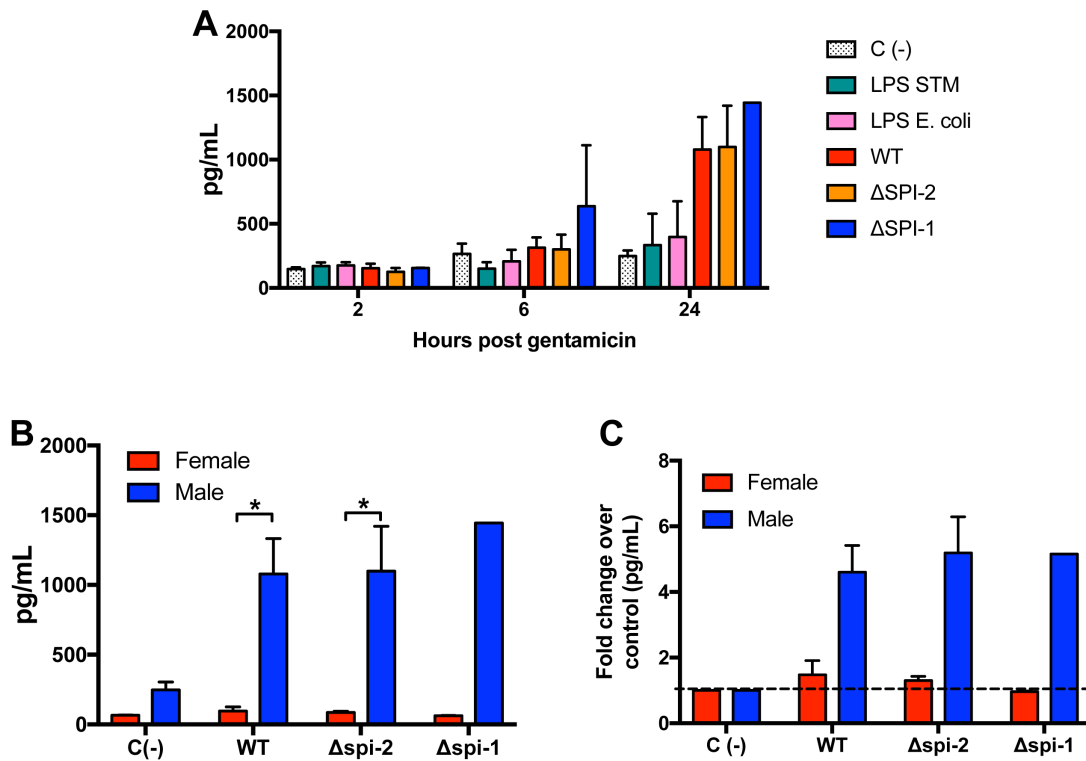 A
2000
1500
1000
500
0
pg/mL
2
6
24
Hours post gentamicin
C (-)
LPS STM
LPS E. coli
WT
ΔSPI-2
ΔSPI-1
B
2000
1500
1000
500
0
pg/mL
Female
Male
*
*
C(-)
WT
Δspi-2
Δspi-1
C
8
6
4
2
0
Fold change over
control (pg/mL)
Female
Male
C (-)
WT
Δspi-2
Δspi-1